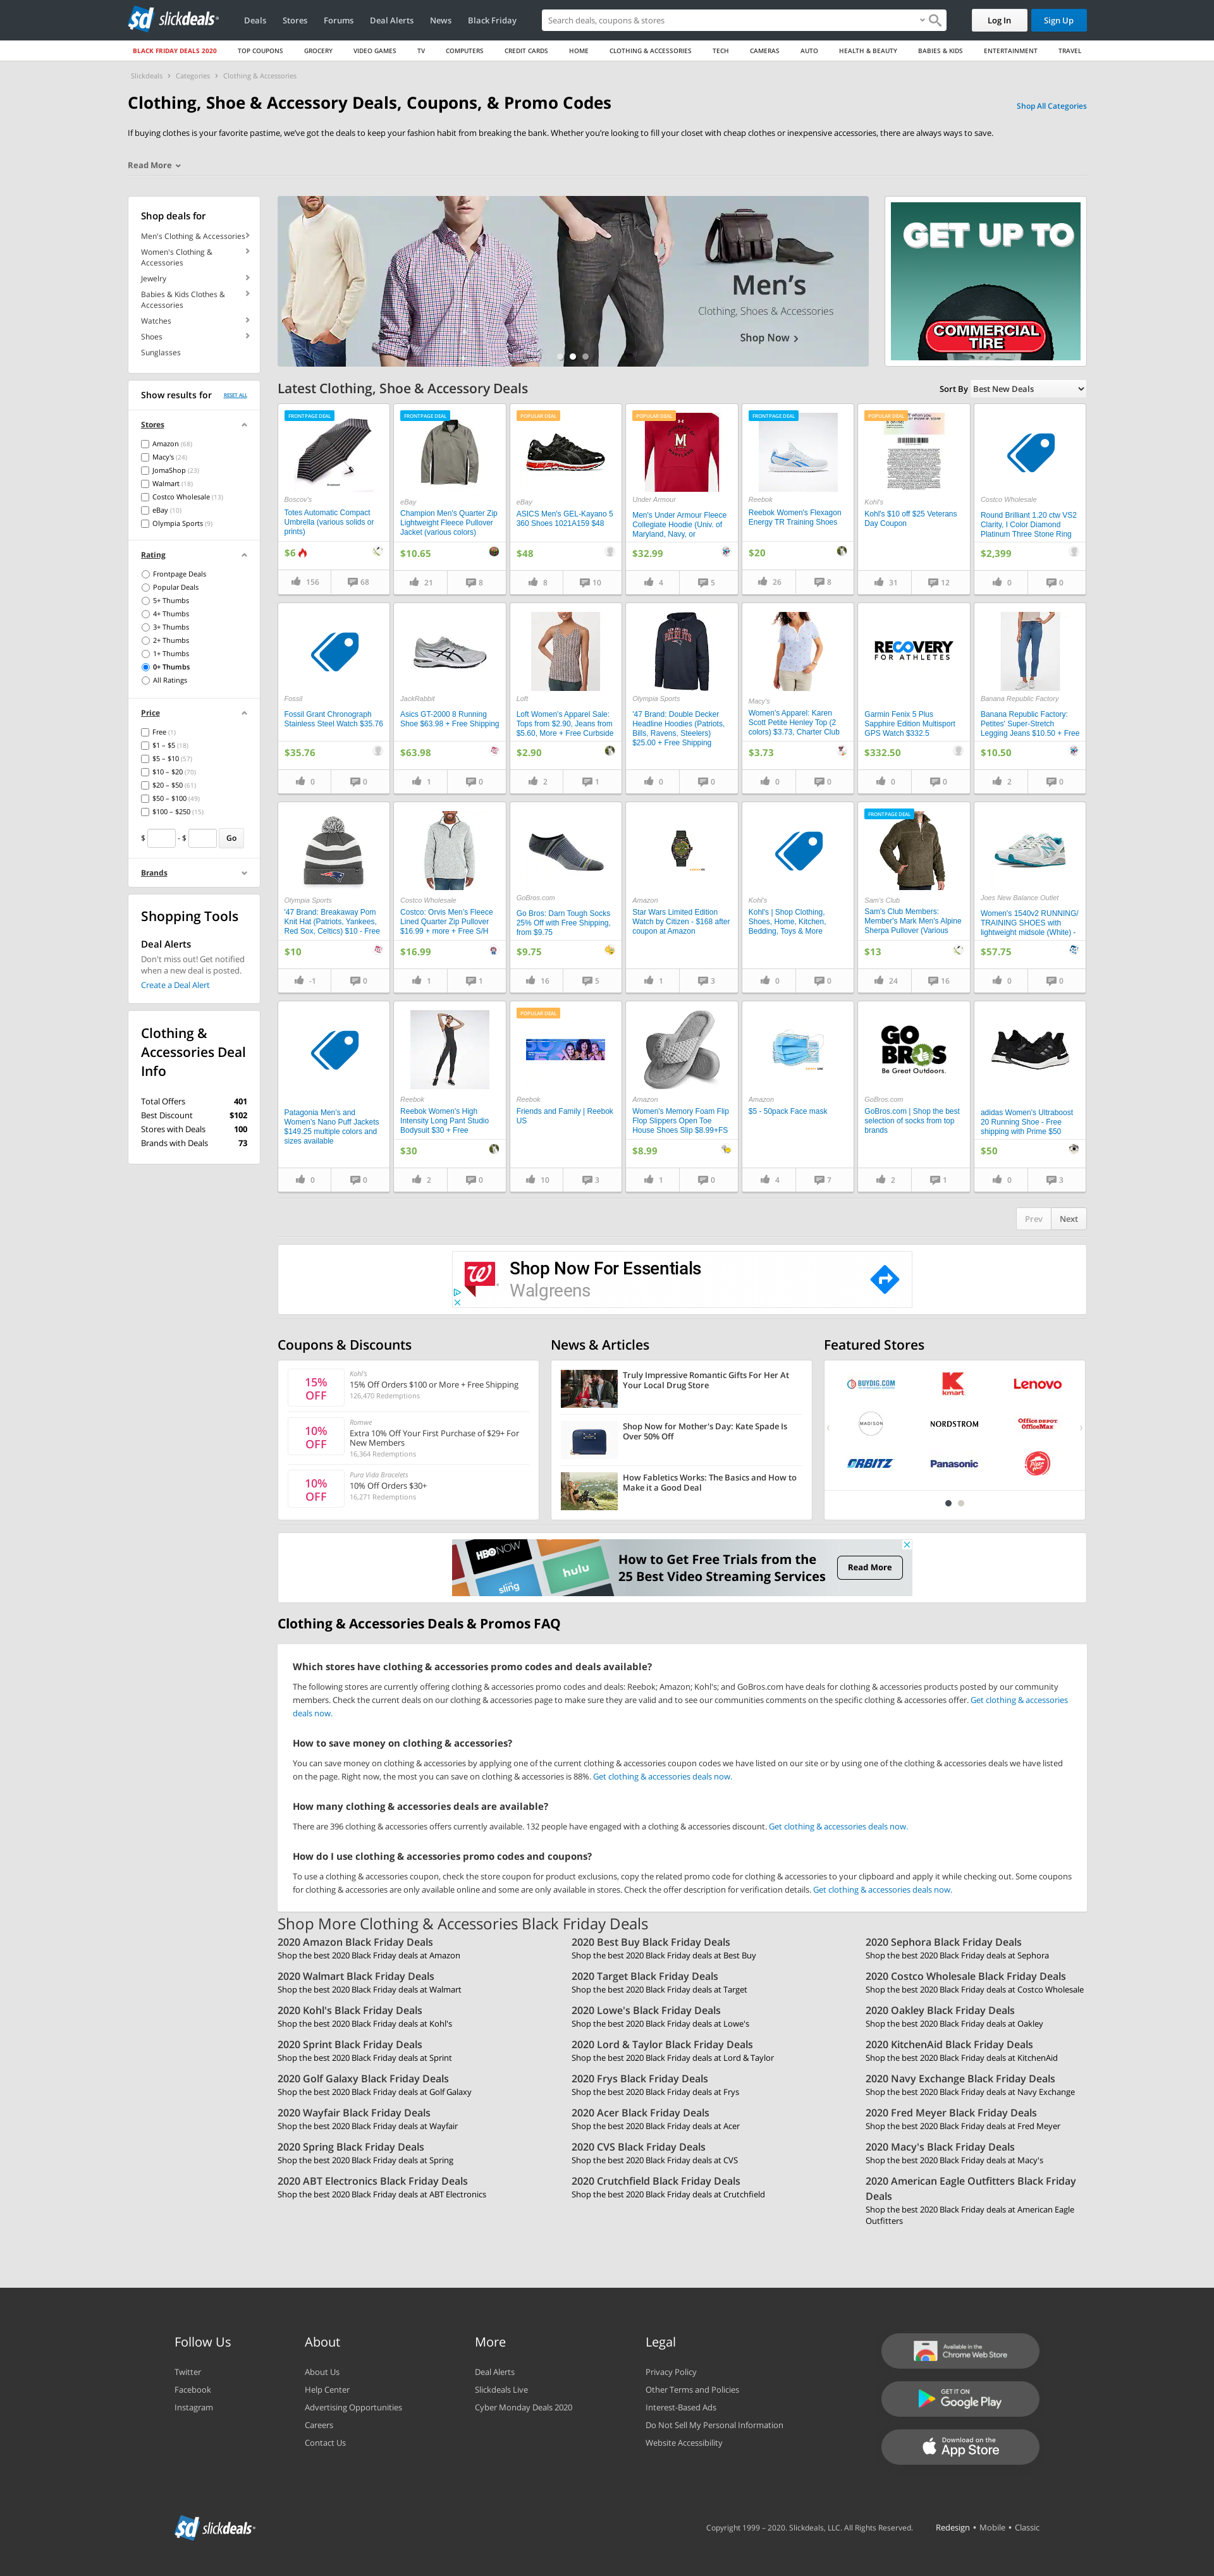 slickdeals
Deals
Stores
Forums
Deal Alerts
News
Black Friday
Search deals, coupons & stores
Log In
Sign Up
BLACK FRIDAY DEALS 2020
TOP COUPONS
GROCERY
VIDEO GAMES
TV
COMPUTERS
CREDIT CARDS
HOME
CLOTHING & ACCESSORIES
TECH
CAMERAS
AUTO
HEALTH & BEAUTY
BABIES & KIDS
ENTERTAINMENT
TRAVEL
Slickdeals > Categories > Clothing & Accessories
Clothing, Shoe & Accessory Deals, Coupons, & Promo Codes
Shop All Categories
If buying clothes is your favorite pastime, we've got the deals to keep your fashion habit from breaking the bank. Whether you're looking to fill your closet with cheap clothes or inexpensive accessories, there are always ways to save.
Read More
Shop deals for
Men's Clothing & Accessories
Women's Clothing &
Accessories
Jewelry
Babies & Kids Clothes &
Accessories
Watches
Shoes
Sunglasses
Men's
Clothing, Shoes & Accessories
Shop Now >
GET UP TO
COMMERCIAL
TIRE
Show results for
RESET ALL
Stores
Amazon (68)
Macy's (24)
JomaShop (23)
Walmart (18)
Costco Wholesale (13)
eBay (10)
Olympia Sports (9)
Rating
Frontpage Deals
Popular Deals
5+ Thumbs
4+ Thumbs
3+ Thumbs
2+ Thumbs
1+ Thumbs
0+ Thumbs
All Ratings
Price
Free (1)
$1 – $5 (18)
$5 – $10 (57)
$10 – $20 (70)
$20 – $50 (61)
$50 – $100 (49)
$100 – $250 (15)
$ - $ Go
Brands
Shopping Tools
Deal Alerts
Don't miss out! Get notified
when a new deal is posted.
Create a Deal Alert
Clothing &
Accessories Deal
Info
Total Offers 401
Best Discount $102
Stores with Deals 100
Brands with Deals 73
Latest Clothing, Shoe & Accessory Deals
Sort By Best New Deals
FRONTPAGE DEAL
Boscov's
Totes Automatic Compact
Umbrella (various solids or
prints)
$6
156 68
FRONTPAGE DEAL
eBay
Champion Men's Quarter Zip
Lightweight Fleece Pullover
Jacket (various colors)
$10.65
21 8
POPULAR DEAL
eBay
ASICS Men's GEL-Kayano 5
360 Shoes 1021A159 $48
$48
8 10
POPULAR DEAL
MARYLAND
Under Armour
Men's Under Armour Fleece
Collegiate Hoodie (Univ. of
Maryland, Navy, or
$32.99
4 5
FRONTPAGE DEAL
Reebok
Reebok Women's Flexagon
Energy TR Training Shoes
$20
26 8
POPULAR DEAL
Kohl's
Kohl's $10 off $25 Veterans
Day Coupon
31 12
Costco Wholesale
Round Brilliant 1.20 ctw VS2
Clarity, I Color Diamond
Platinum Three Stone Ring
$2,399
0 0
Fossil
Fossil Grant Chronograph
Stainless Steel Watch $35.76
$35.76
0 0
JackRabbit
Asics GT-2000 8 Running
Shoe $63.98 + Free Shipping
$63.98
1 0
Loft
Loft Women's Apparel Sale:
Tops from $2.90, Jeans from
$5.60, More + Free Curbside
$2.90
2 1
PATRIOTS
Olympia Sports
'47 Brand: Double Decker
Headline Hoodies (Patriots,
Bills, Ravens, Steelers)
$25.00 + Free Shipping
0 0
Macy's
Women's Apparel: Karen
Scott Petite Henley Top (2
colors) $3.73, Charter Club
$3.73
0 0
RECOVERY
FOR ATHLETES
Garmin Fenix 5 Plus
Sapphire Edition Multisport
GPS Watch $332.5
$332.50
0 0
Banana Republic Factory
Banana Republic Factory:
Petites' Super-Stretch
Legging Jeans $10.50 + Free
$10.50
2 0
Olympia Sports
'47 Brand: Breakaway Pom
Knit Hat (Patriots, Yankees,
Red Sox, Celtics) $10 - Free
$10
-1 0
Costco Wholesale
Costco: Orvis Men's Fleece
Lined Quarter Zip Pullover
$16.99 + more + Free S/H
$16.99
1 1
GoBros.com
Go Bros: Darn Tough Socks
25% Off with Free Shipping,
from $9.75
$9.75
16 5
Amazon
Star Wars Limited Edition
Watch by Citizen - $168 after
coupon at Amazon
1 3
Kohl's
Kohl's | Shop Clothing,
Shoes, Home, Kitchen,
Bedding, Toys & More
0 0
FRONTPAGE DEAL
Sam's Club
Sam's Club Members:
Member's Mark Men's Alpine
Sherpa Pullover (Various
$13
24 16
Joes New Balance Outlet
Women's 1540v2 RUNNING/
TRAINING SHOES with
lightweight midsole (White) -
$57.75
0 0
Patagonia Men's and
Women's Nano Puff Jackets
$149.25 multiple colors and
sizes available
0 0
Reebok
Reebok Women's High
Intensity Long Pant Studio
Bodysuit $30 + Free
$30
2 0
POPULAR DEAL
Reebok
Friends and Family | Reebok
US
10 3
Amazon
Women's Memory Foam Flip
Flop Slippers Open Toe
House Shoes Slip $8.99+FS
$8.99
1 0
Amazon
$5 - 50pack Face mask
4 7
GO
BROS
Be Great Outdoors.
GoBros.com
GoBros.com | Shop the best
selection of socks from top
brands
2 1
adidas Women's Ultraboost
20 Running Shoe - Free
shipping with Prime $50
$50
0 3
Prev
Next
Shop Now For Essentials
Walgreens
Coupons & Discounts
15%
OFF
Kohl's
15% Off Orders $100 or More + Free Shipping
126,470 Redemptions
10%
OFF
Romwe
Extra 10% Off Your First Purchase of $29+ For
New Members
16,364 Redemptions
10%
OFF
Pura Vida Bracelets
10% Off Orders $30+
16,271 Redemptions
News & Articles
Truly Impressive Romantic Gifts For Her At
Your Local Drug Store
Shop Now for Mother's Day: Kate Spade Is
Over 50% Off
How Fabletics Works: The Basics and How to
Make it a Good Deal
Featured Stores
BUYDIG.COM
kmart
Lenovo
MADISON
NORDSTROM
Office DEPOT
OfficeMax
ORBITZ
Panasonic
Pizza Hut
HBO NOW
sling
hulu
How to Get Free Trials from the
25 Best Video Streaming Services
Read More
Clothing & Accessories Deals & Promos FAQ
Which stores have clothing & accessories promo codes and deals available?
The following stores are currently offering clothing & accessories promo codes and deals: Reebok; Amazon; Kohl's; and GoBros.com have deals for clothing & accessories products posted by our community
members. Check the current deals on our clothing & accessories page to make sure they are valid and to see our communities comments on the specific clothing & accessories offer. Get clothing & accessories
deals now.
How to save money on clothing & accessories?
You can save money on clothing & accessories by applying one of the current clothing & accessories coupon codes we have listed on our site or by using one of the clothing & accessories deals we have listed
on the page. Right now, the most you can save on clothing & accessories is 88%. Get clothing & accessories deals now.
How many clothing & accessories deals are available?
There are 396 clothing & accessories offers currently available. 132 people have engaged with a clothing & accessories discount. Get clothing & accessories deals now.
How do I use clothing & accessories promo codes and coupons?
To use a clothing & accessories coupon, check the store coupon for product exclusions, copy the related promo code for clothing & accessories to your clipboard and apply it while checking out. Some coupons
for clothing & accessories are only available online and some are only available in stores. Check the offer description for verification details. Get clothing & accessories deals now.
Shop More Clothing & Accessories Black Friday Deals
2020 Amazon Black Friday Deals
Shop the best 2020 Black Friday deals at Amazon
2020 Best Buy Black Friday Deals
Shop the best 2020 Black Friday deals at Best Buy
2020 Sephora Black Friday Deals
Shop the best 2020 Black Friday deals at Sephora
2020 Walmart Black Friday Deals
Shop the best 2020 Black Friday deals at Walmart
2020 Target Black Friday Deals
Shop the best 2020 Black Friday deals at Target
2020 Costco Wholesale Black Friday Deals
Shop the best 2020 Black Friday deals at Costco Wholesale
2020 Kohl's Black Friday Deals
Shop the best 2020 Black Friday deals at Kohl's
2020 Lowe's Black Friday Deals
Shop the best 2020 Black Friday deals at Lowe's
2020 Oakley Black Friday Deals
Shop the best 2020 Black Friday deals at Oakley
2020 Sprint Black Friday Deals
Shop the best 2020 Black Friday deals at Sprint
2020 Lord & Taylor Black Friday Deals
Shop the best 2020 Black Friday deals at Lord & Taylor
2020 KitchenAid Black Friday Deals
Shop the best 2020 Black Friday deals at KitchenAid
2020 Golf Galaxy Black Friday Deals
Shop the best 2020 Black Friday deals at Golf Galaxy
2020 Frys Black Friday Deals
Shop the best 2020 Black Friday deals at Frys
2020 Navy Exchange Black Friday Deals
Shop the best 2020 Black Friday deals at Navy Exchange
2020 Wayfair Black Friday Deals
Shop the best 2020 Black Friday deals at Wayfair
2020 Acer Black Friday Deals
Shop the best 2020 Black Friday deals at Acer
2020 Fred Meyer Black Friday Deals
Shop the best 2020 Black Friday deals at Fred Meyer
2020 Spring Black Friday Deals
Shop the best 2020 Black Friday deals at Spring
2020 CVS Black Friday Deals
Shop the best 2020 Black Friday deals at CVS
2020 Macy's Black Friday Deals
Shop the best 2020 Black Friday deals at Macy's
2020 ABT Electronics Black Friday Deals
Shop the best 2020 Black Friday deals at ABT Electronics
2020 Crutchfield Black Friday Deals
Shop the best 2020 Black Friday deals at Crutchfield
2020 American Eagle Outfitters Black Friday
Deals
Shop the best 2020 Black Friday deals at American Eagle
Outfitters
Follow Us
Twitter
Facebook
Instagram
About
About Us
Help Center
Advertising Opportunities
Careers
Contact Us
More
Deal Alerts
Slickdeals Live
Cyber Monday Deals 2020
Legal
Privacy Policy
Other Terms and Policies
Interest-Based Ads
Do Not Sell My Personal Information
Website Accessibility
Available in the
Chrome Web Store
GET IT ON
Google Play
Download on the
App Store
slickdeals
Copyright 1999 – 2020. Slickdeals, LLC. All Rights Reserved.
Redesign • Mobile • Classic